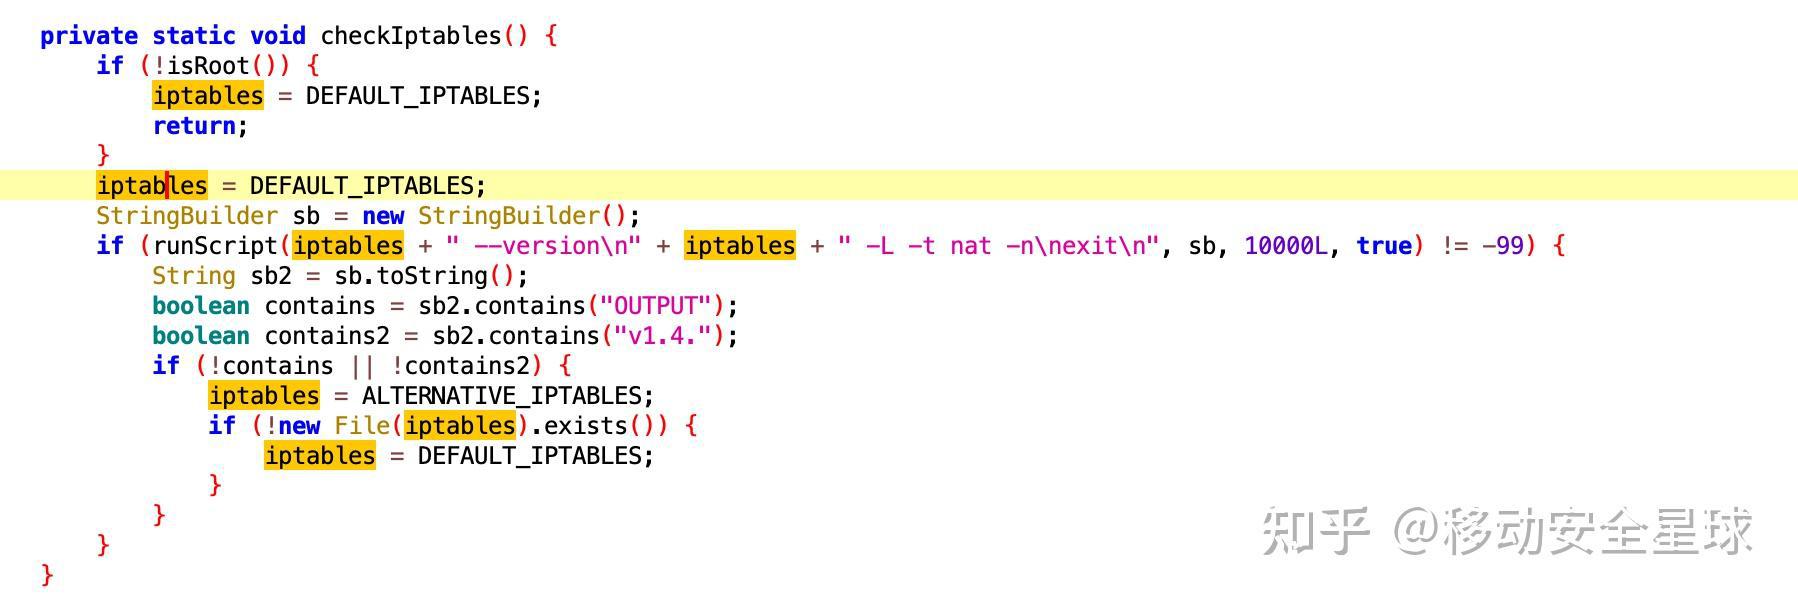 private static void checkIptables() {
    if (!isRoot()) {
        iptables = DEFAULT_IPTABLES;
        return;
    }
    iptables = DEFAULT_IPTABLES;
    StringBuilder sb = new StringBuilder();
    if (runScript(iptables + " --version\n" + iptables + " -L -t nat -n\nexit\n", sb, 10000L, true) != -99) {
        String sb2 = sb.toString();
        boolean contains = sb2.contains("OUTPUT");
        boolean contains2 = sb2.contains("v1.4.");
        if (!contains || !contains2) {
            iptables = ALTERNATIVE_IPTABLES;
            if (!new File(iptables).exists()) {
                iptables = DEFAULT_IPTABLES;
            }
        }
    }
}
知乎 @移动安全星球